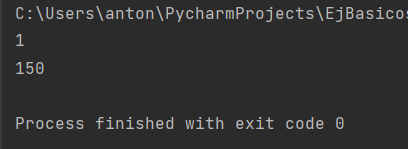 C:\Users\anton\PycharmProjects\EjBasicos
1
150
Process finished with exit code 0